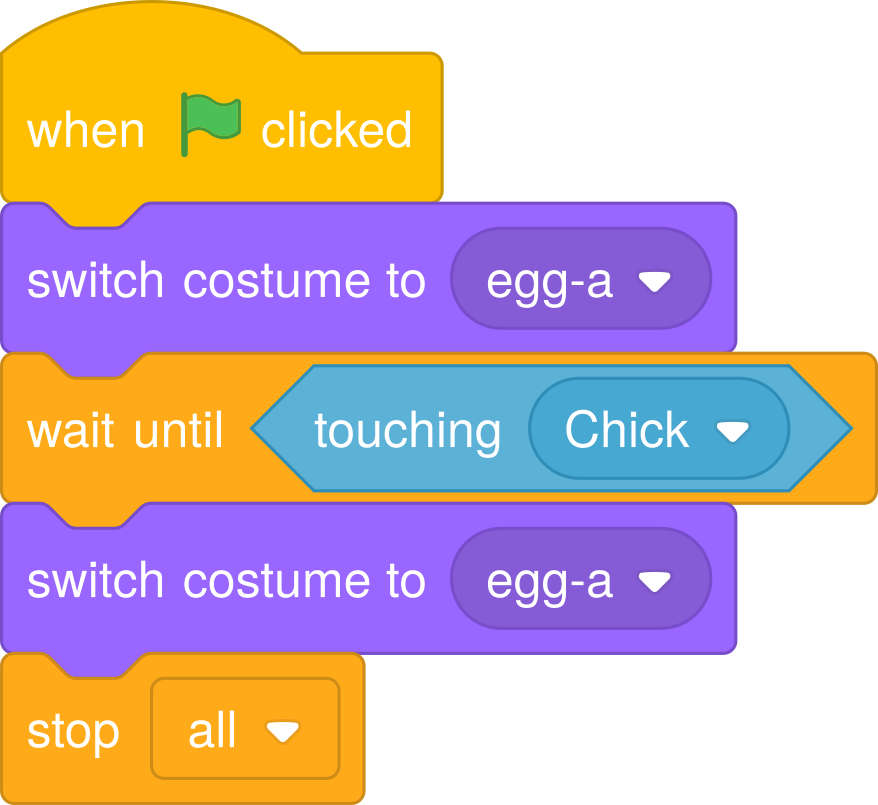 when clicked
switch costume to egg-a
wait until touching Chick
switch costume to egg-a
stop all